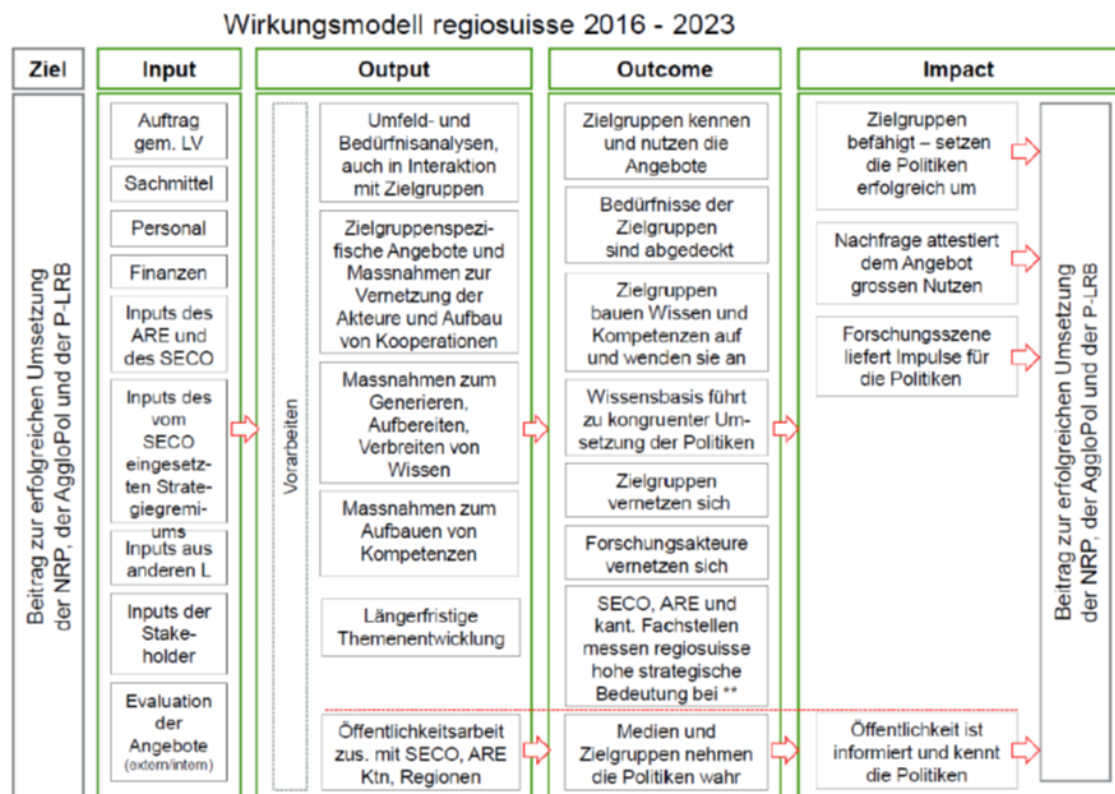 Wirkungsmodell regiosuisse 2016 - 2023
Ziel
Input
Output
Outcome
Impact
Beitrag zur erfolgreichen Umsetzung
der NRP, der AggloPol und der P-LRB
Auftrag
gem. LV
Sachmittel
Personal
Finanzen
Inputs des
ARE und
des SECO
Inputs des
vom
SECO
eingesetz-
ten Strate-
giegremi-
ums
Inputs aus
anderen L
Inputs der
Stake-
holder
Evaluation
der
Angebote
(extern/intern)
Vorarbeiten
Umfeld- und
Bedürfnisanalysen,
auch in Interaktion
mit Zielgruppen
Zielgruppenspezi-
fische Angebote und
Massnahmen zur
Vernetzung der
Akteure und Aufbau
von Kooperationen
Massnahmen zum
Generieren,
Aufbereiten,
Verbreiten von
Wissen
Massnahmen zum
Aufbauen von
Kompetenzen
Längerfristige
Themenentwicklung
Öffentlichkeitsarbeit
zus. mit SECO, ARE
Ktn, Regionen
Zielgruppen kennen
und nutzen die
Angebote
Bedürfnisse der
Zielgruppen
sind abgedeckt
Zielgruppen
bauen Wissen und
Kompetenzen auf
und wenden sie an
Wissensbasis führt
zu kongruenter Um-
setzung der Politiken
Zielgruppen
vernetzen sich
Forschungsakteure
vernetzen sich
SECO, ARE und
kant. Fachstellen
messen regiosuisse
hohe strategische
Bedeutung bei **
Medien und
Zielgruppen nehmen
die Politiken wahr
Zielgruppen
befähigt – setzen
die Politiken
erfolgreich um
Nachfrage attestiert
dem Angebot
grossen Nutzen
Forschungsszene
liefert Impulse für
die Politiken
Öffentlichkeit ist
informiert und kennt
die Politiken
Beitrag zur erfolgreichen Umsetzung
der NRP, der AggloPol und der P-LRB